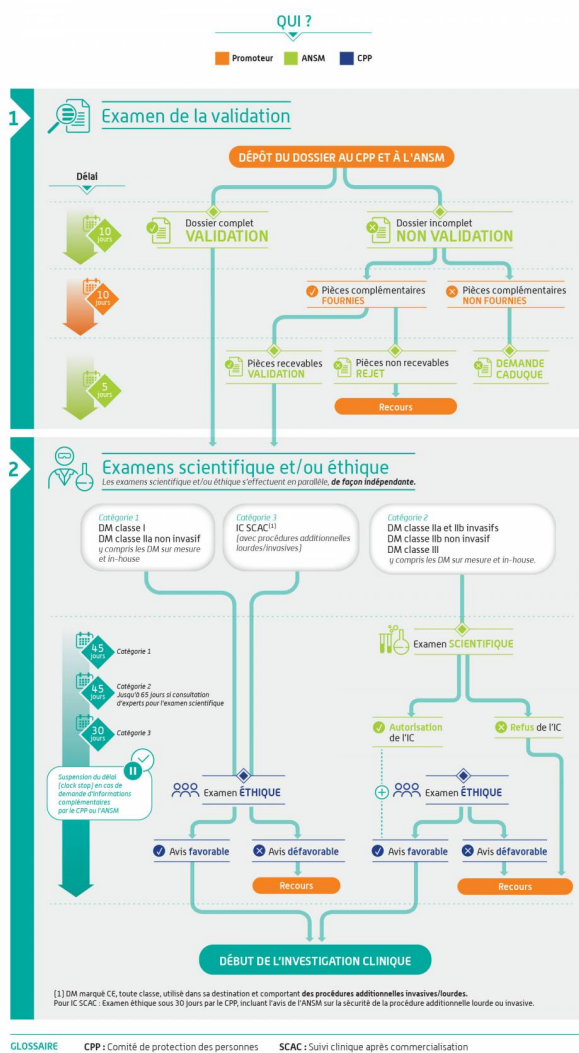 QUI ?
Promoteur ANSM CPP
1
Examen de la validation
DÉPÔT DU DOSSIER AU CPP ET À L'ANSM
Délai
10
jours
Dossier complet
VALIDATION
Dossier incomplet
NON VALIDATION
10
jours
Pièces complémentaires
FOURNIES
Pièces complémentaires
NON FOURNIES
5
jours
Pièces recevables
VALIDATION
Pièces non recevables
REJET
DEMANDE
CADUQUE
Recours
2
Examens scientifique et/ou éthique
Les examens scientifique et/ou éthique s'effectuent en parallèle, de façon indépendante.
Catégorie 1
DM classe I
DM classe IIa non invasif
y compris les DM sur mesure
et in-house
Catégorie 3
IC SCAC[1]
(avec procédures additionnelles
lourdes/invasives)
Catégorie 2
DM classe IIa et IIb invasifs
DM classe IIb non invasif
DM classe III
y compris les DM sur mesure et in-house.
45
jours
Catégorie 1
Examen SCIENTIFIQUE
45
jours
Catégorie 2
Jusqu'à 65 jours si consultation
d'experts pour l'examen scientifique
30
jours
Catégorie 3
Autorisation
de l'IC
Refus de l'IC
Suspension du délai
(clock stop) en cas de
demande d'informations
complémentaires
par le CPP ou l'ANSM
Examen ÉTHIQUE
Examen ÉTHIQUE
Avis favorable
Avis défavorable
Avis favorable
Avis défavorable
Recours
Recours
DÉBUT DE L'INVESTIGATION CLINIQUE
[1] DM marqué CE, toute classe, utilisé dans sa destination et comportant des procédures additionnelles invasives/lourdes.
Pour IC SCAC : Examen éthique sous 30 jours par le CPP, incluant l'avis de l'ANSM sur la sécurité de la procédure additionnelle lourde ou invasive.
GLOSSAIRE CPP : Comité de protection des personnes SCAC : Suivi clinique après commercialisation